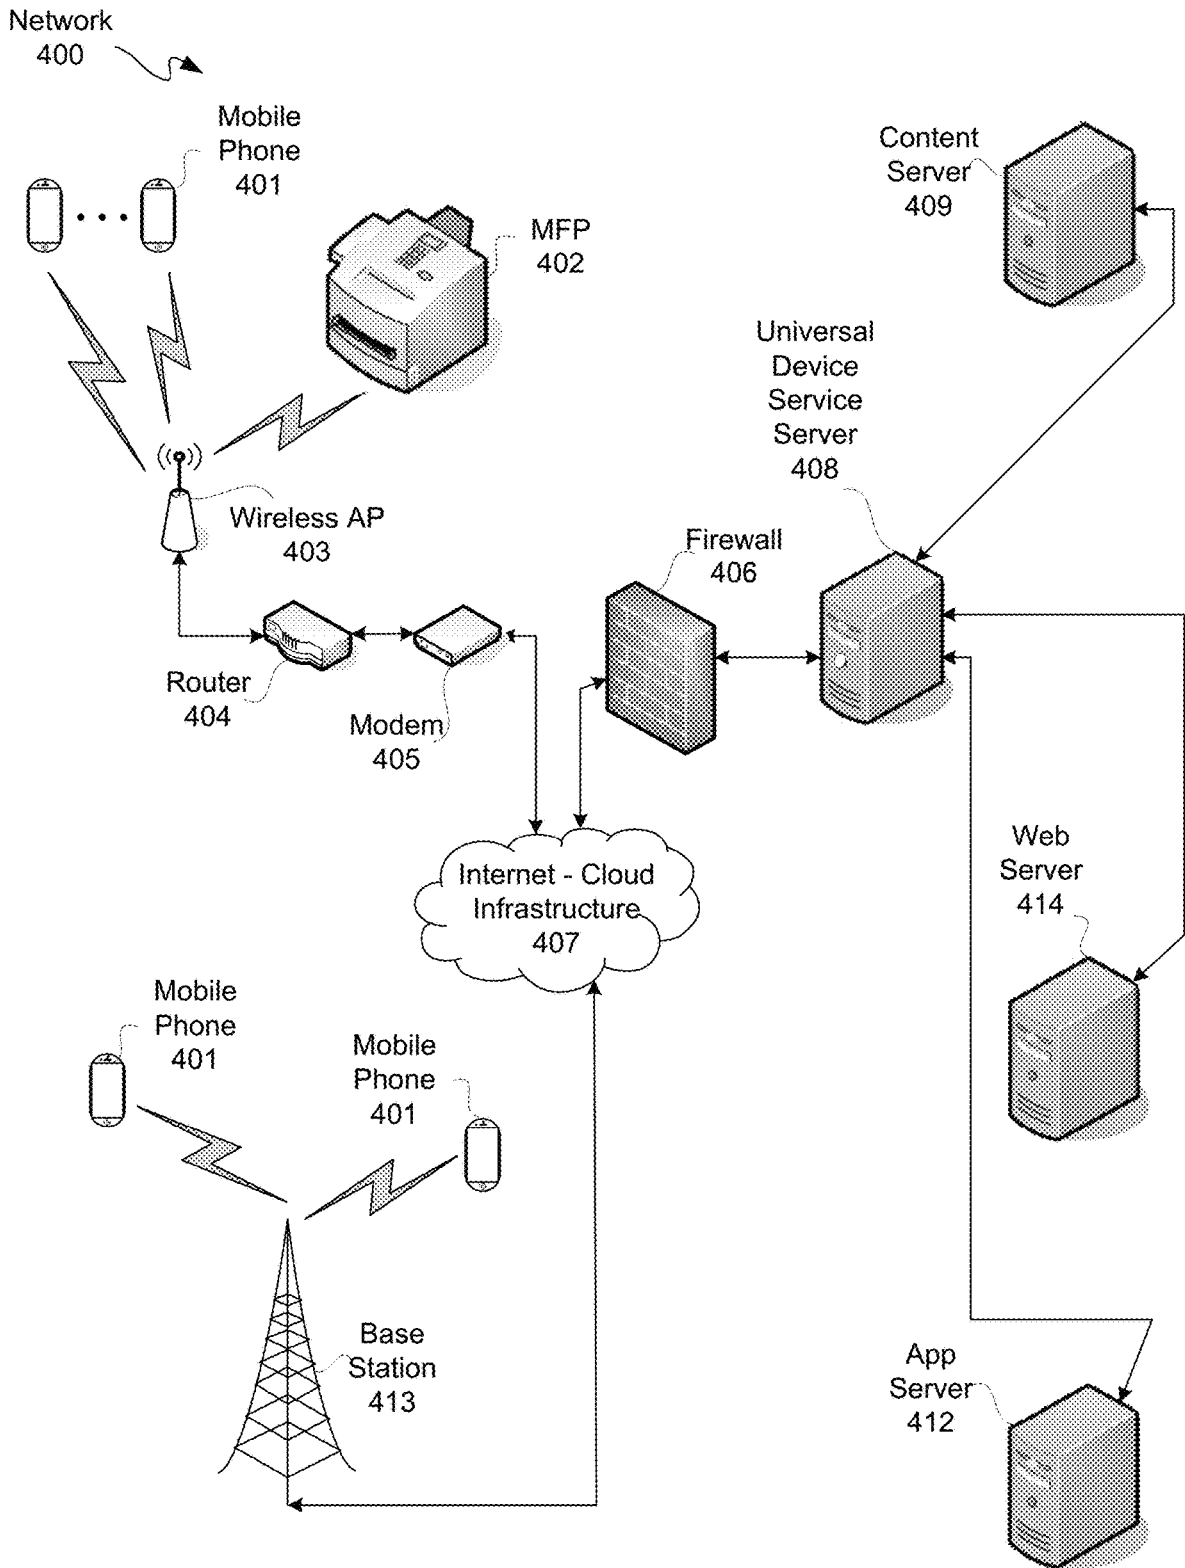 Network
400
Mobile
Phone
401
MFP
402
Content
Server
409
Universal
Device
Service
Server
408
Wireless AP
403
Firewall
406
Router
404
Modem
405
Internet - Cloud
Infrastructure
407
Web
Server
414
Mobile
Phone
401
Mobile
Phone
401
Base
Station
413
App
Server
412